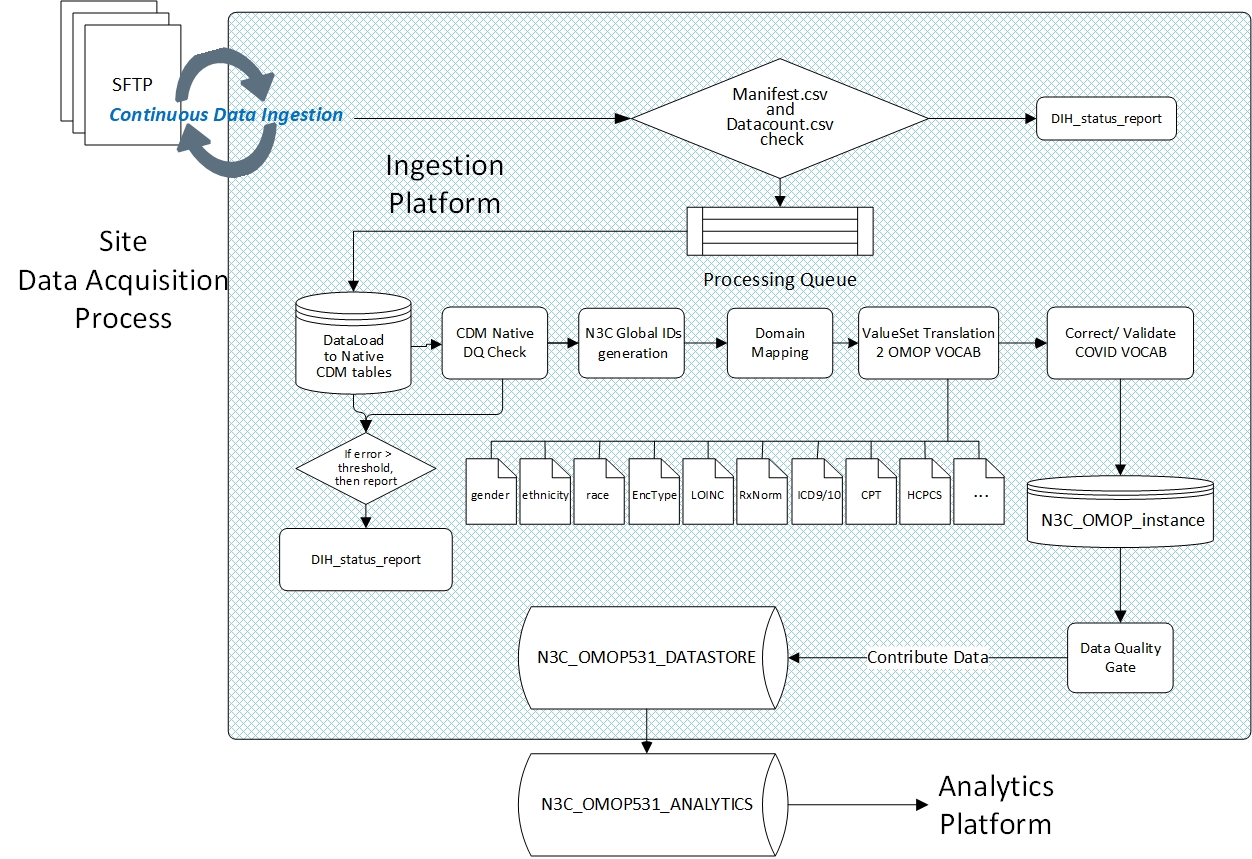 SFTP
Continuous Data Ingestion
Manifest.csv
and
Datacount.csv
check
DIH_status_report
Ingestion
Platform
Site
Data Acquisition
Process
Processing Queue
DataLoad
to Native
CDM tables
CDM Native
DQ Check
N3C Global IDs
generation
Domain
Mapping
ValueSet Translation
2 OMOP VOCAB
Correct/ Validate
COVID VOCAB
If error >
threshold,
then report
gender
ethnicity
race
EncType
LOINC
RxNorm
ICD9/10
CPT
HCPCS
...
N3C_OMOP_instance
DIH_status_report
N3C_OMOP531_DATASTORE
Contribute Data
Data Quality
Gate
N3C_OMOP531_ANALYTICS
Analytics
Platform